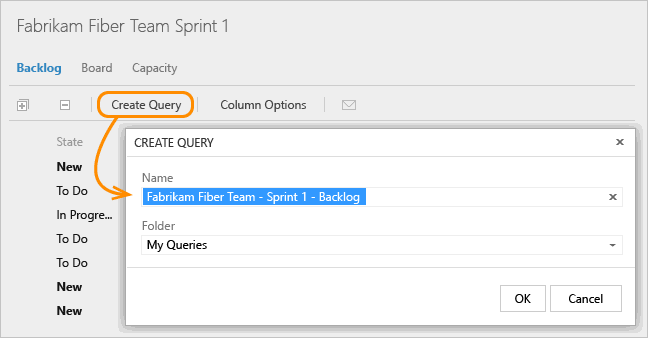 Fabrikam Fiber Team Sprint 1
Backlog Board Capacity
Create Query Column Options
State
New
To Do
In Progre...
To Do
To Do
New
New
CREATE QUERY
Name
Fabrikam Fiber Team - Sprint 1 - Backlog
Folder
My Queries
OK Cancel